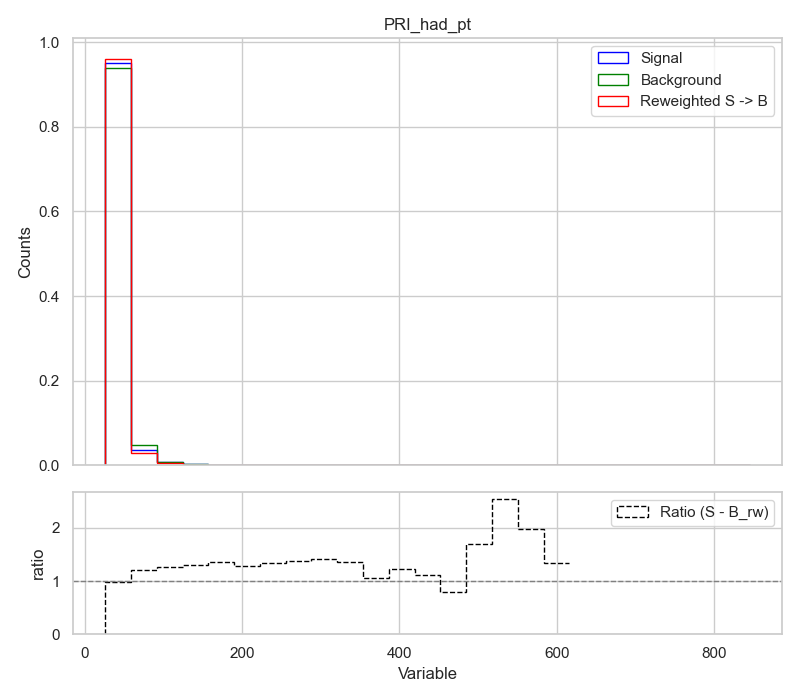 PRI_had_pt
1.0
0.8
0.6
0.4
0.2
0.0
Counts
Signal
Background
Reweighted S -> B
2
1
0
ratio
Ratio (S - B_rw)
0 200 400 600 800
Variable